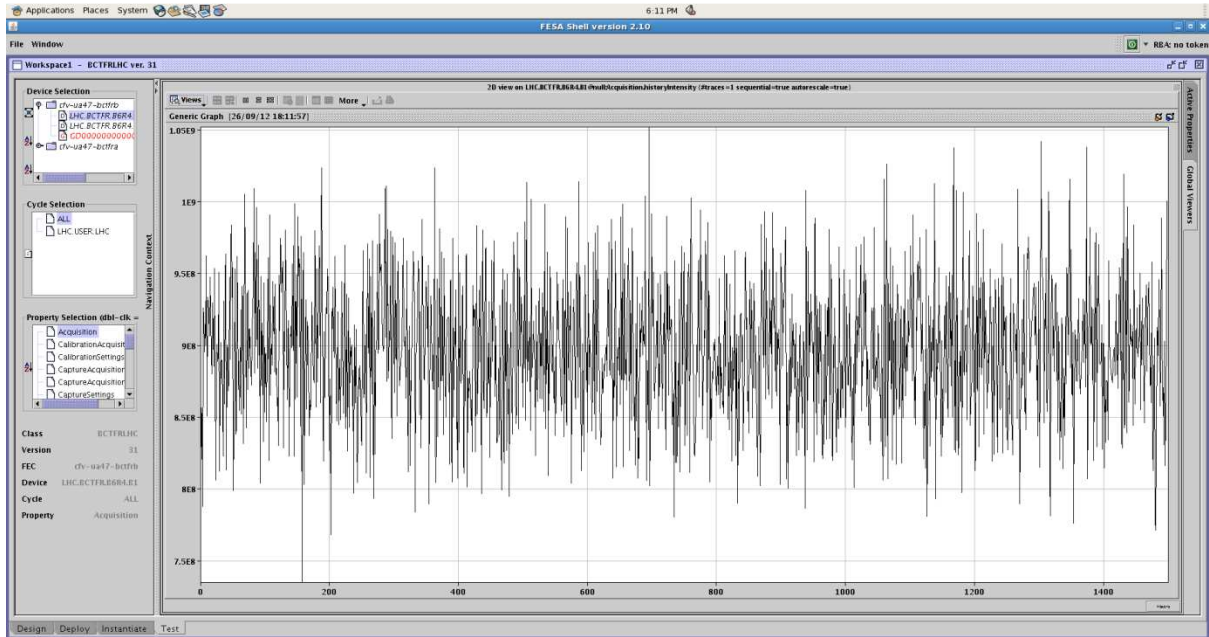 Applications Places System
6:11 PM
FESA Shell version 2.10
File Window
RBA: no token
Workspace1 - BCTFRLHC ver. 31
Device Selection
cfv-ua47-bctfrb
LHC.BCTFR.B6R4.
LHC.BCTFR.B6R4.
GD0000000000
cfv-ua47-bctfra
Cycle Selection
ALL
LHC.USER.LHC
Property Selection (dbl-clk =
Acquisition
CalibrationAcquisit
CalibrationSettings
CaptureAcquisition
CaptureAcquisition
CaptureSettings
Class BCTFRLHC
Version 31
FEC cfv-ua47-bctfrb
Device LHC.BCTFR.B6R4.B1
Cycle ALL
Property Acquisition
Navigation Context
2D view on LHC.BCTFR.B6R4.B1@null#Acquisition.historyIntensity (#traces=1 sequential=true autorescale=true)
Views
More
Generic Graph [26/09/12 18:11:57]
1.05E9
1E9
9.5E8
9E8
8.5E8
8E8
7.5E8
0 200 400 600 800 1000 1200 1400
Active Properties
Global Viewers
Design Deploy Instantiate Test